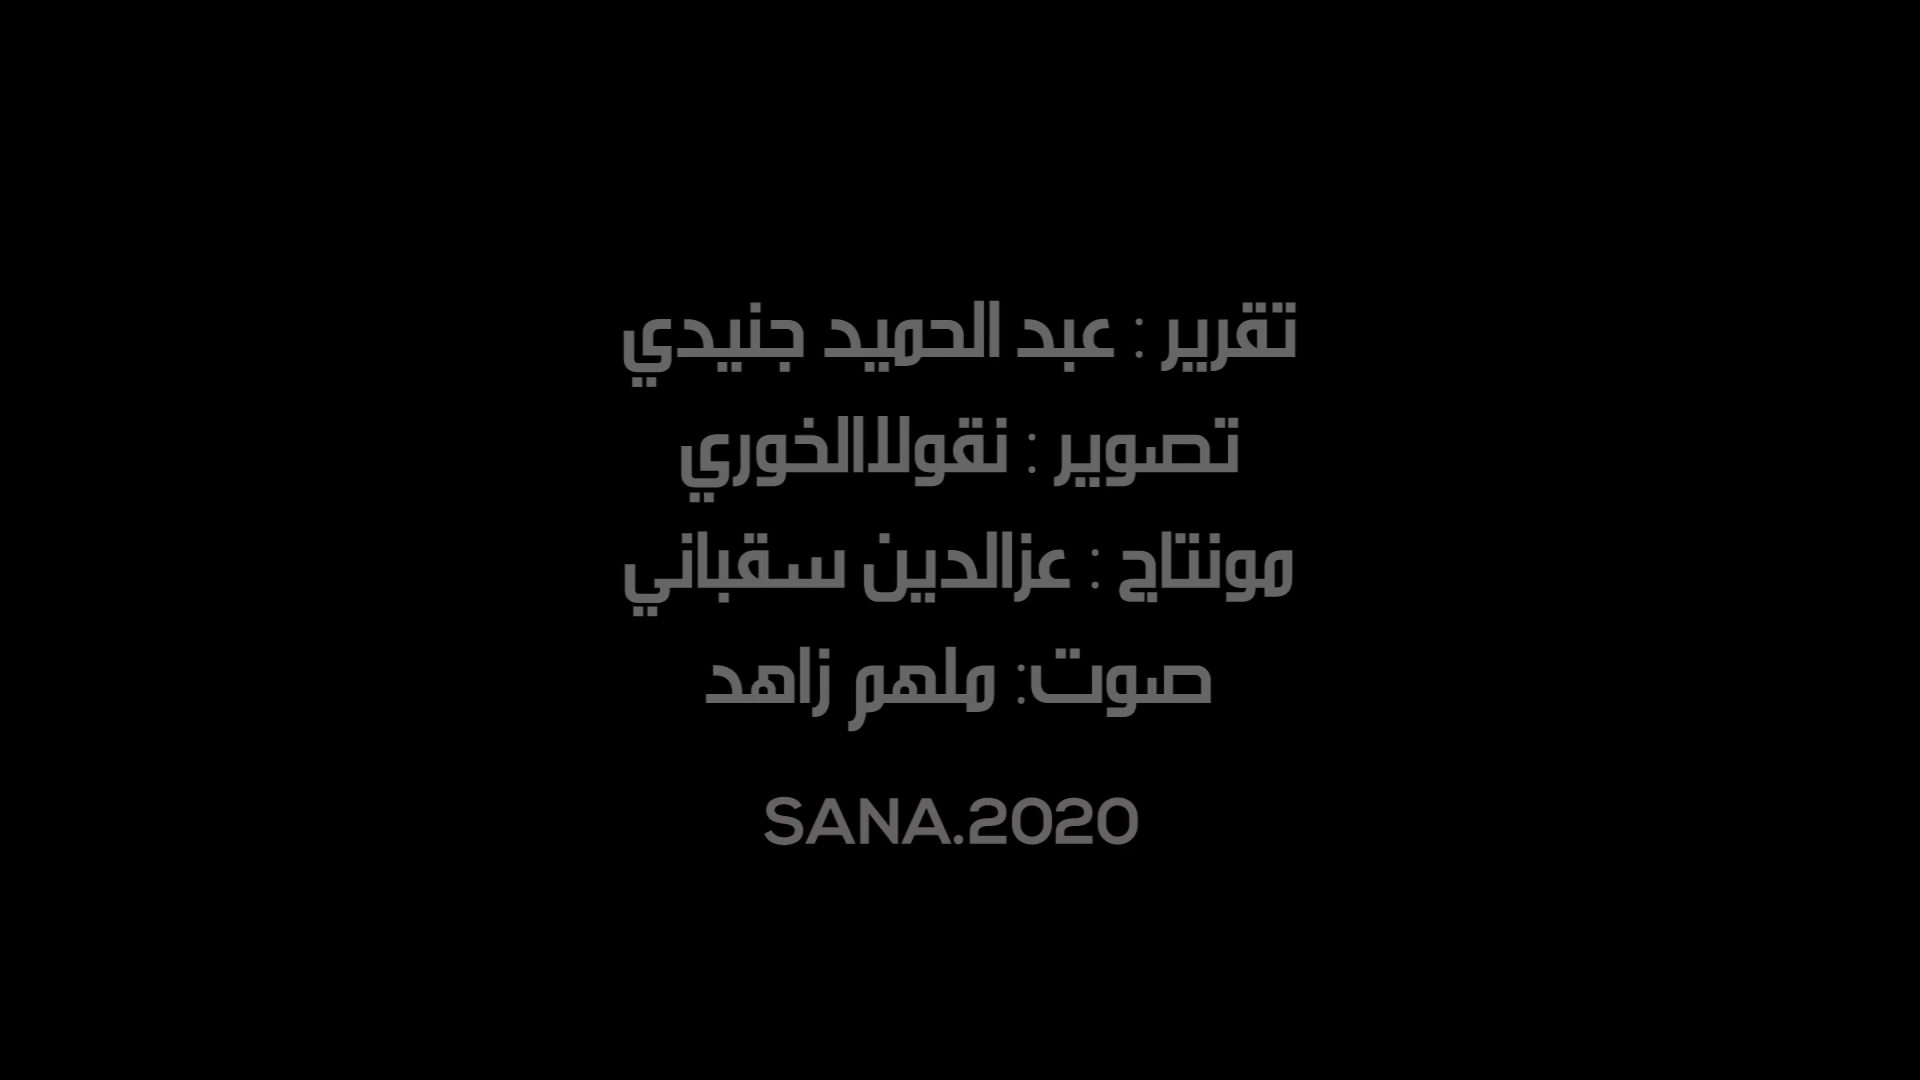 تقرير : عبد الحميد جنيدي
تصوير : نقولاالخوري
مونتاج : عزالدين سقباني
صوت: ملهم زاهد
SANA.2020